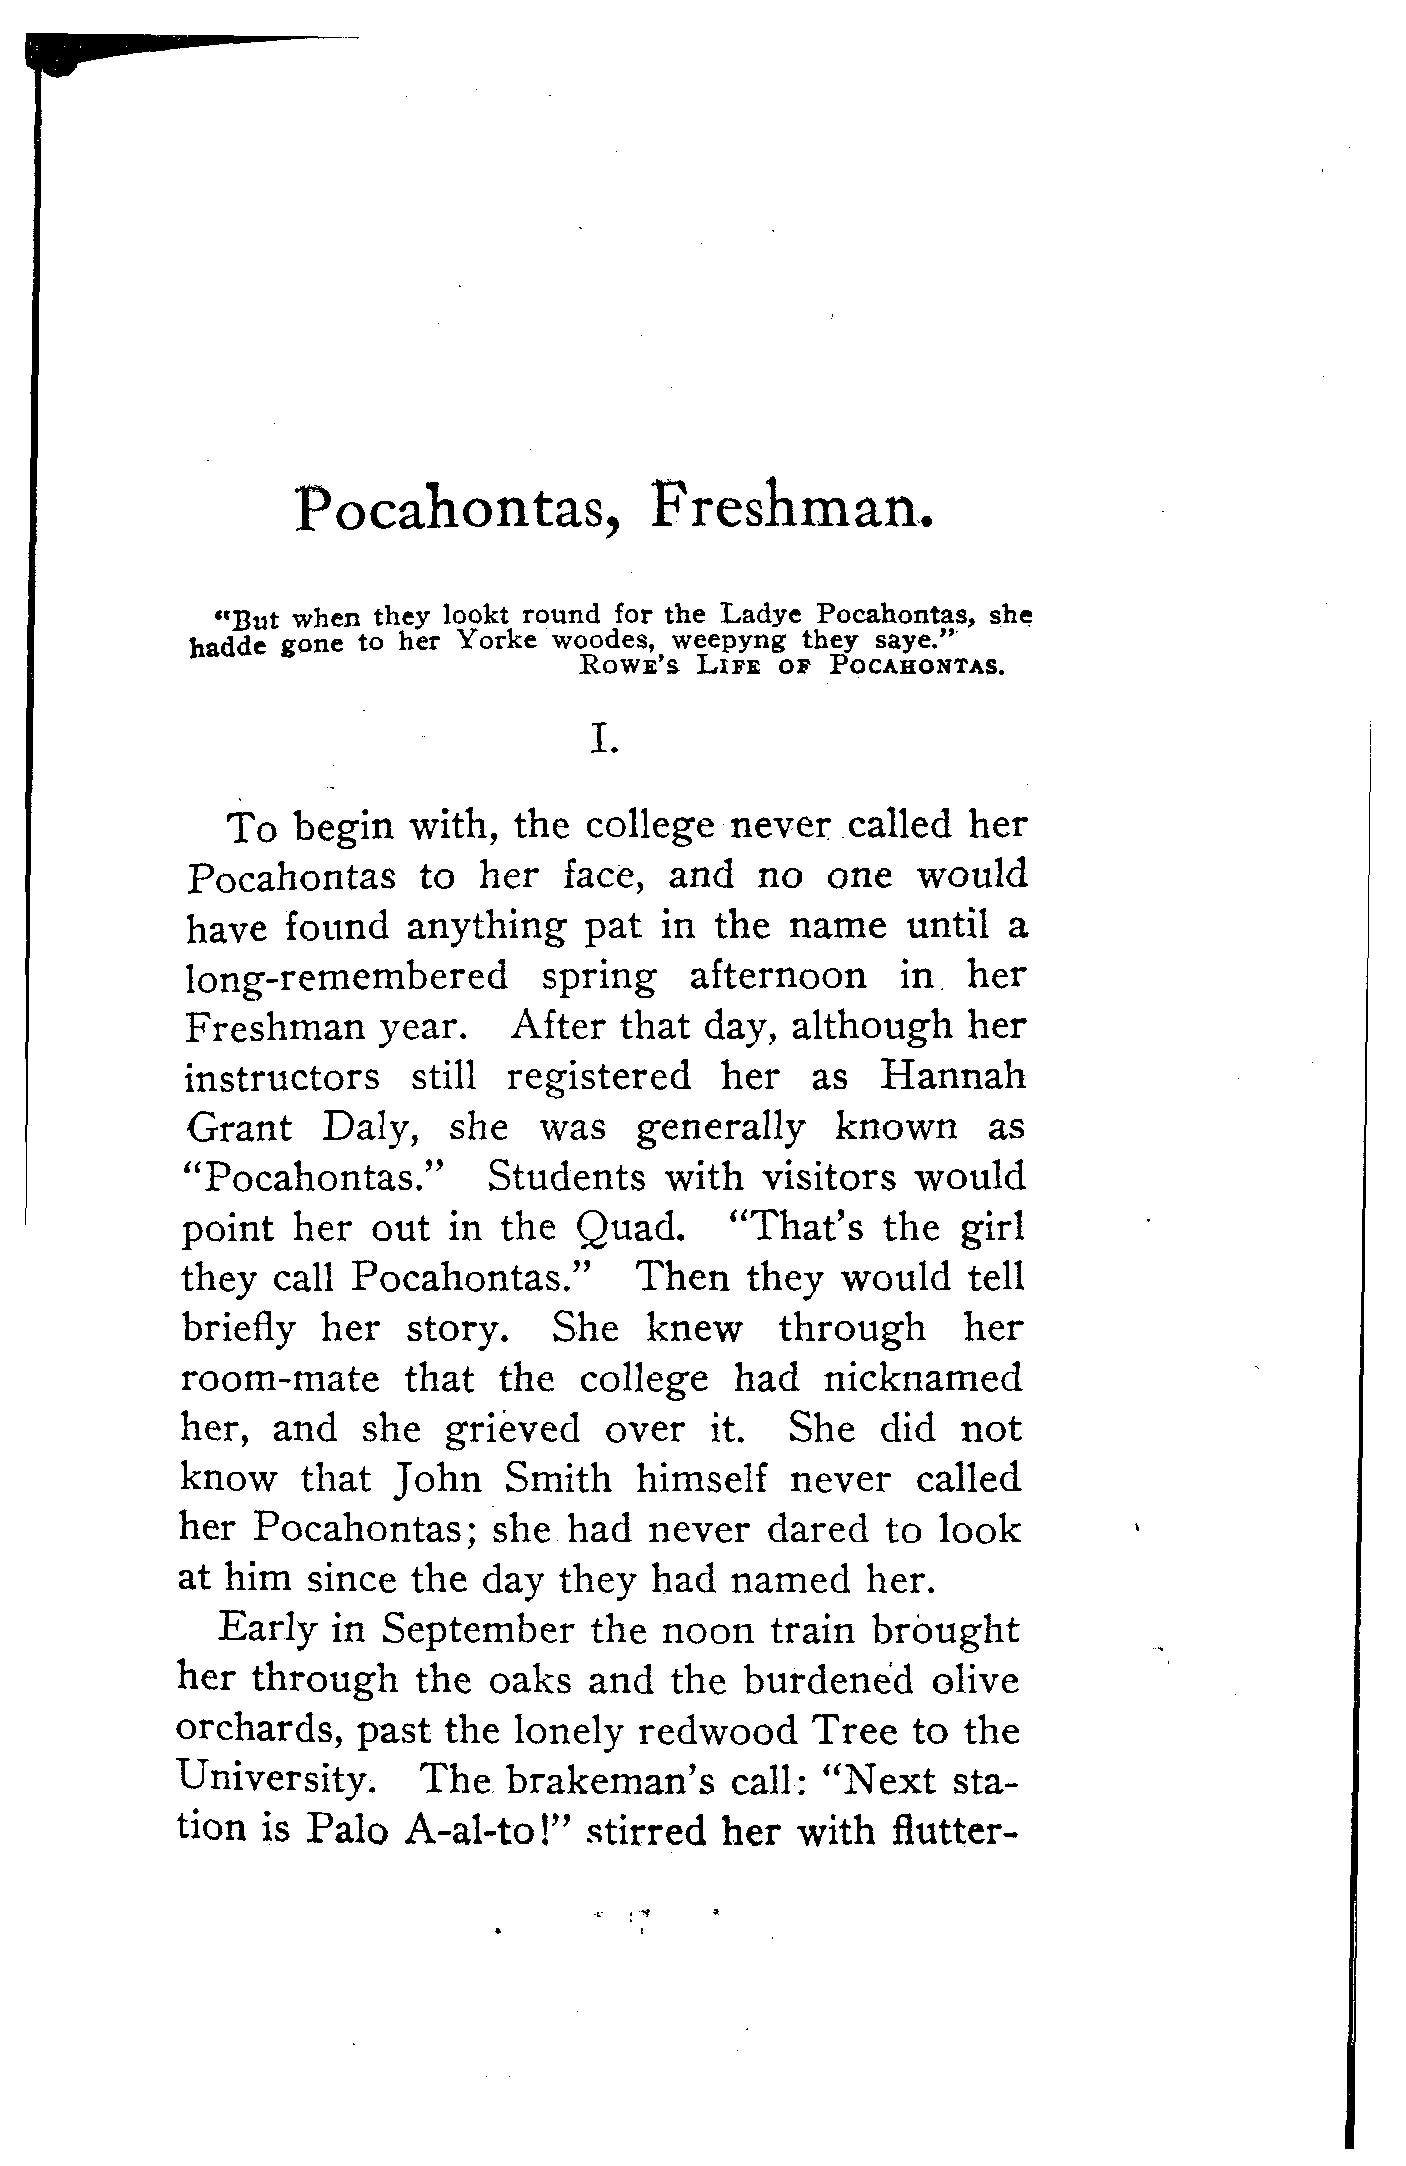 Pocahontas, Freshman.
“But when they lookt round for the Ladye Pocahontas, she
hadde gone to her Yorke woodes, weepyng they saye.”
Rowe’s Life of Pocahontas.
I.
To begin with, the college never called her
Pocahontas to her face, and no one would
have found anything pat in the name until a
long-remembered spring afternoon in her
Freshman year. After that day, although her
instructors still registered her as Hannah
Grant Daly, she was generally known as
“Pocahontas.” Students with visitors would
point her out in the Quad. “That’s the girl
they call Pocahontas.” Then they would tell
briefly her story. She knew through her
room-mate that the college had nicknamed
her, and she grieved over it. She did not
know that John Smith himself never called
her Pocahontas; she had never dared to look
at him since the day they had named her.
Early in September the noon train brought
her through the oaks and the burdened olive
orchards, past the lonely redwood Tree to the
University. The brakeman’s call: “Next sta-
tion is Palo A-al-to!” stirred her with flutter-